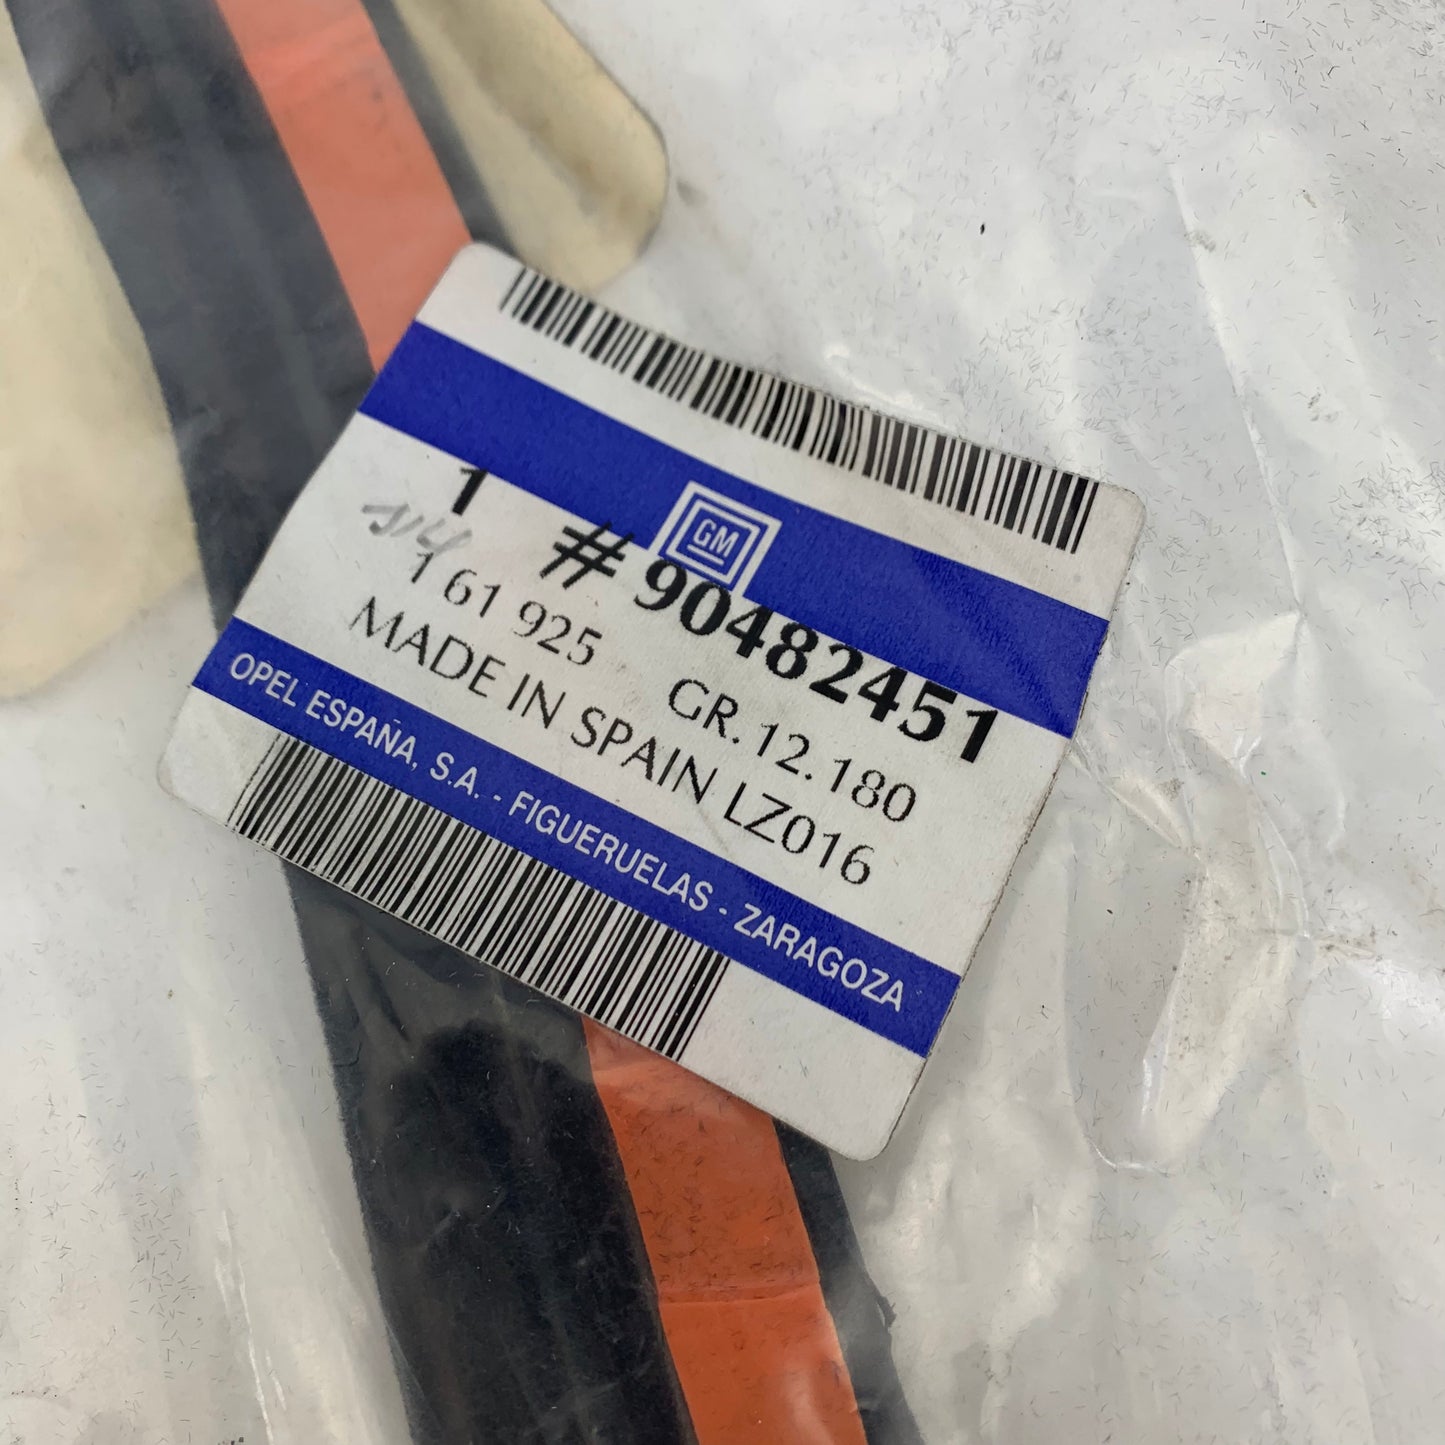 GM
1
# 90482451
1 61 925 GR. 12.180
MADE IN SPAIN LZ016
OPEL ESPAÑA, S.A. - FIGUERUELAS - ZARAGOZA